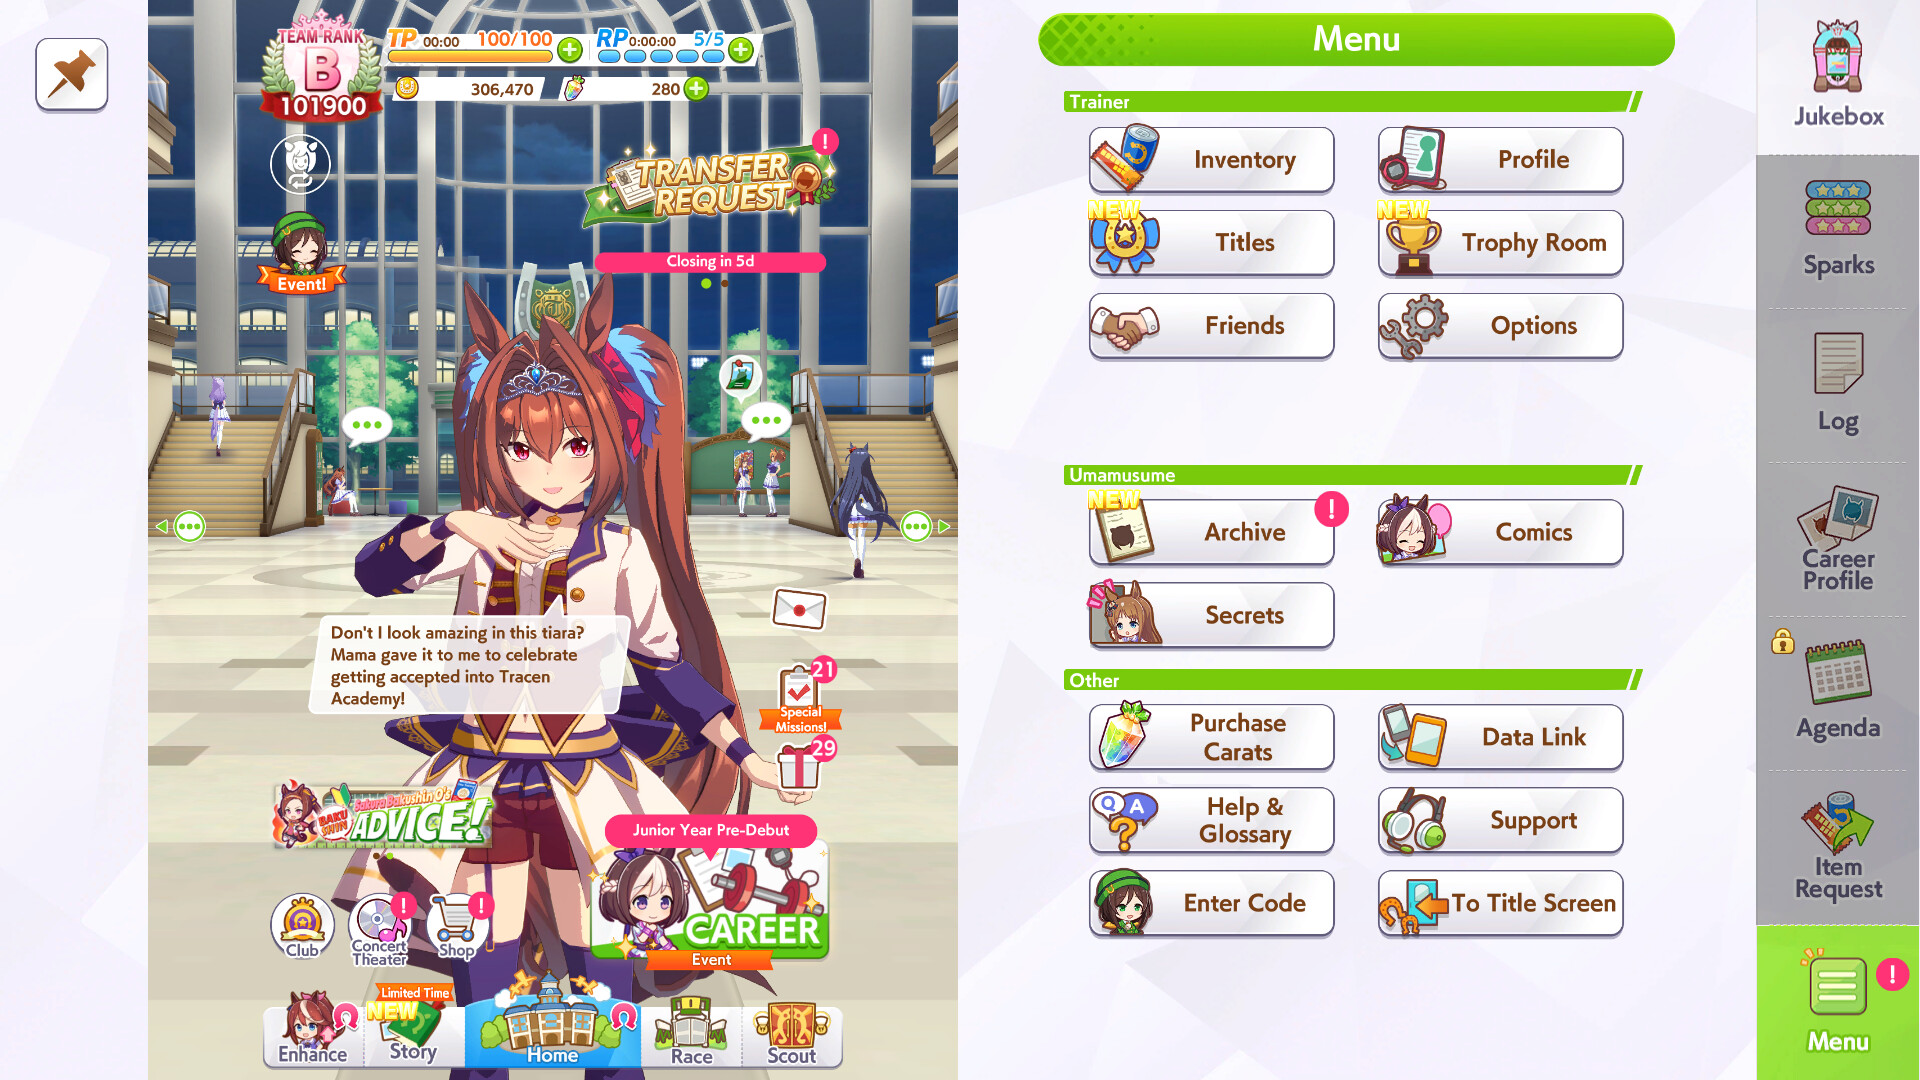 TEAM RANK
B
101900
TP 00:00 100/100
RP 0:00:00 5/5
306,470
280
Event!
TRANSFER
REQUEST
!
Closing in 5d
Don't I look amazing in this tiara?
Mama gave it to me to celebrate
getting accepted into Tracen
Academy!
21
Special
Missions!
29
Sakura Bakushin O's
BAKU
SHIN
ADVICE!
Junior Year Pre-Debut
CAREER
Event
Club
!
Concert
Theater
!
Shop
Enhance
Limited Time
NEW
Story
Home
Race
Scout
Menu
Trainer
Inventory
Profile
NEW
Titles
NEW
Trophy Room
Friends
Options
Umamusume
NEW
Archive
!
Comics
Secrets
Other
Purchase
Carats
Data Link
Q A
?
Help &
Glossary
Support
Enter Code
To Title Screen
Jukebox
Sparks
Log
Career
Profile
Agenda
Item
Request
!
Menu